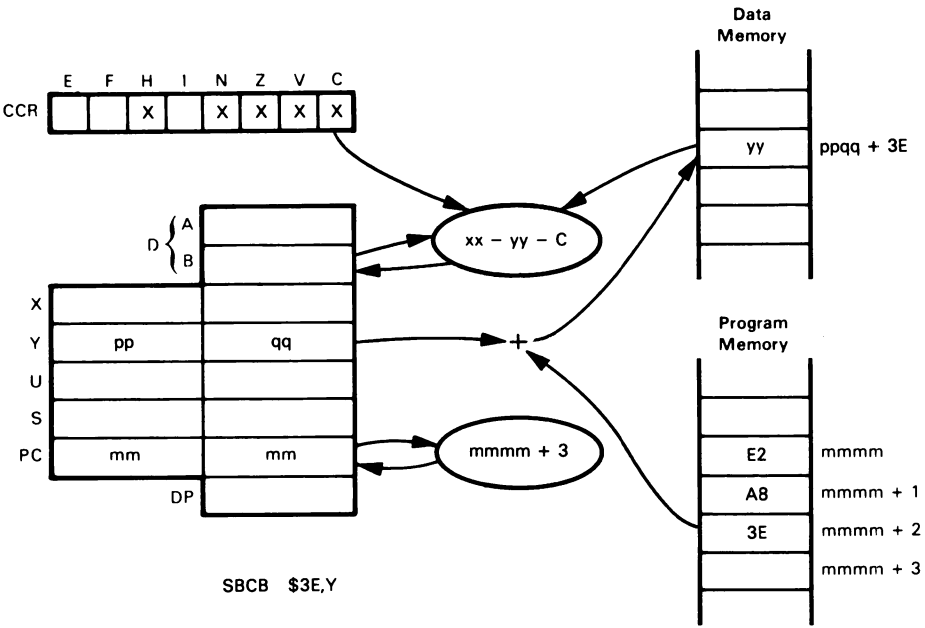 Data
Memory
E F H I N Z V C
CCR X X X X X
yy ppqq + 3E
D A
B
xx – yy – C
X
Y pp qq
+
U
S
PC mm mm
mmmm + 3
DP
Program
Memory
E2 mmmm
A8 mmmm + 1
3E mmmm + 2
mmmm + 3
SBCB $3E,Y